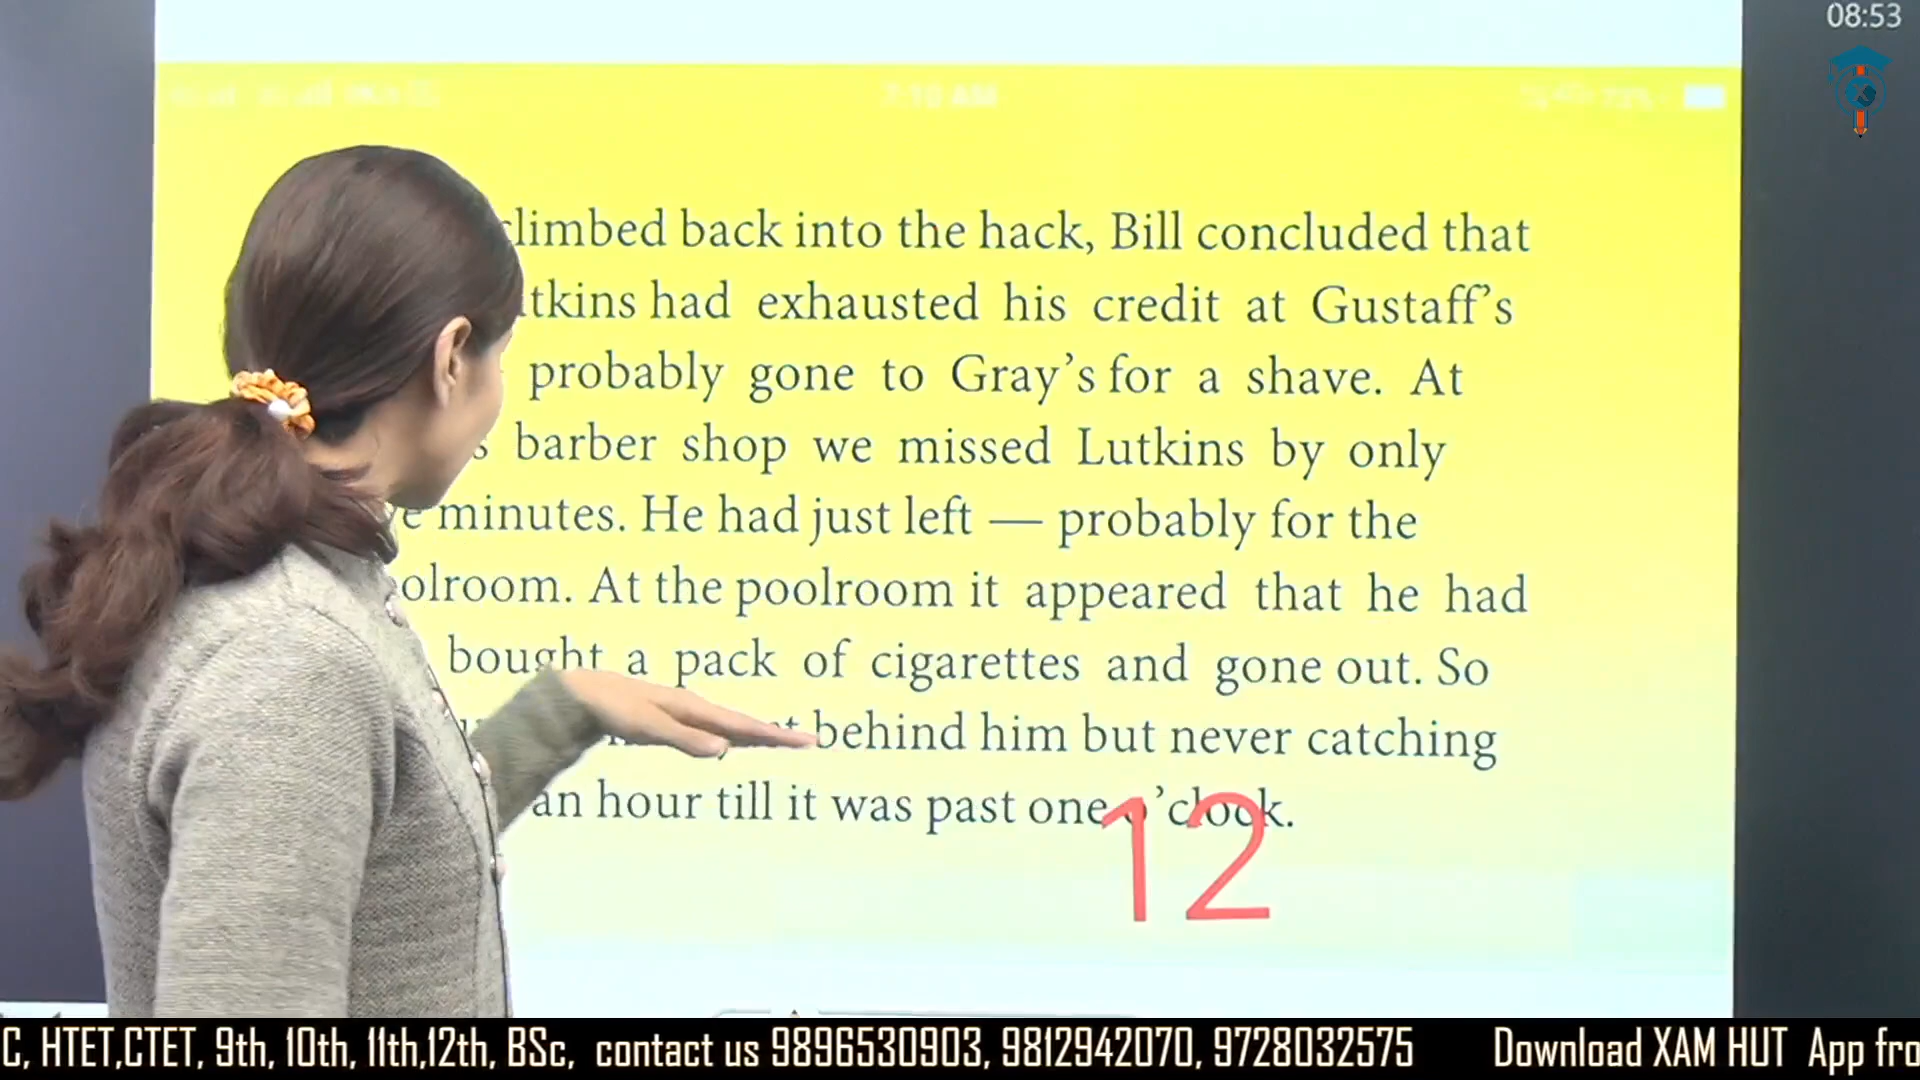 08:53
7:10 AM
climbed back into the hack, Bill concluded that
tkins had exhausted his credit at Gustaff's
probably gone to Gray's for a shave. At
s barber shop we missed Lutkins by only
e minutes. He had just left — probably for the
olroom. At the poolroom it appeared that he had
bought a pack of cigarettes and gone out. So
behind him but never catching
an hour till it was past one o'clock.
12
C, HTET,CTET, 9th, 10th, 11th,12th, BSc, contact us 9896530903, 9812942070, 9728032575 Download XAM HUT App fro